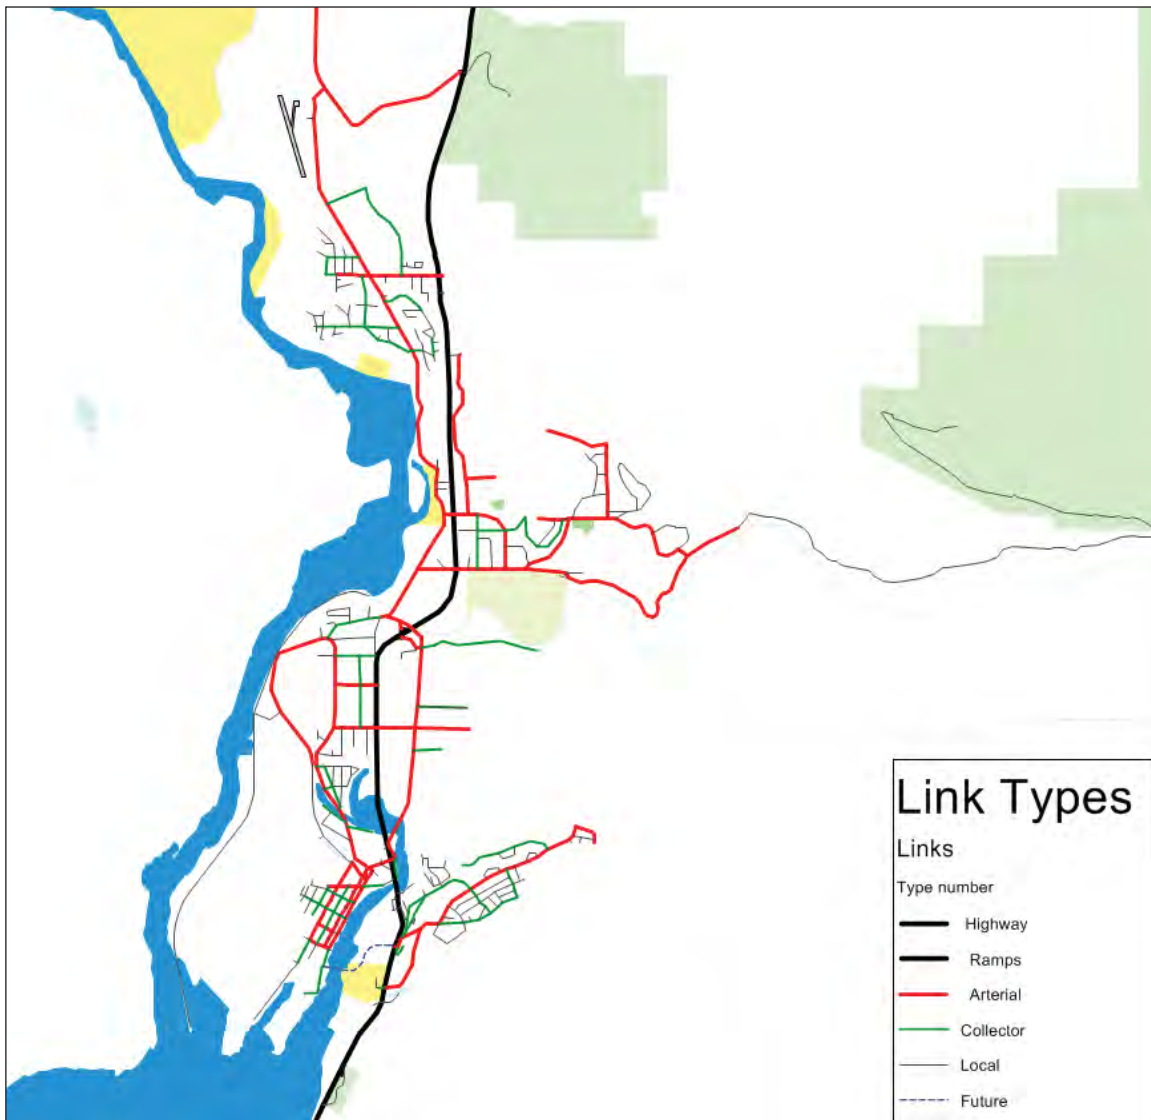 Link Types
Links
Type number
Highway
Ramps
Arterial
Collector
Local
Future